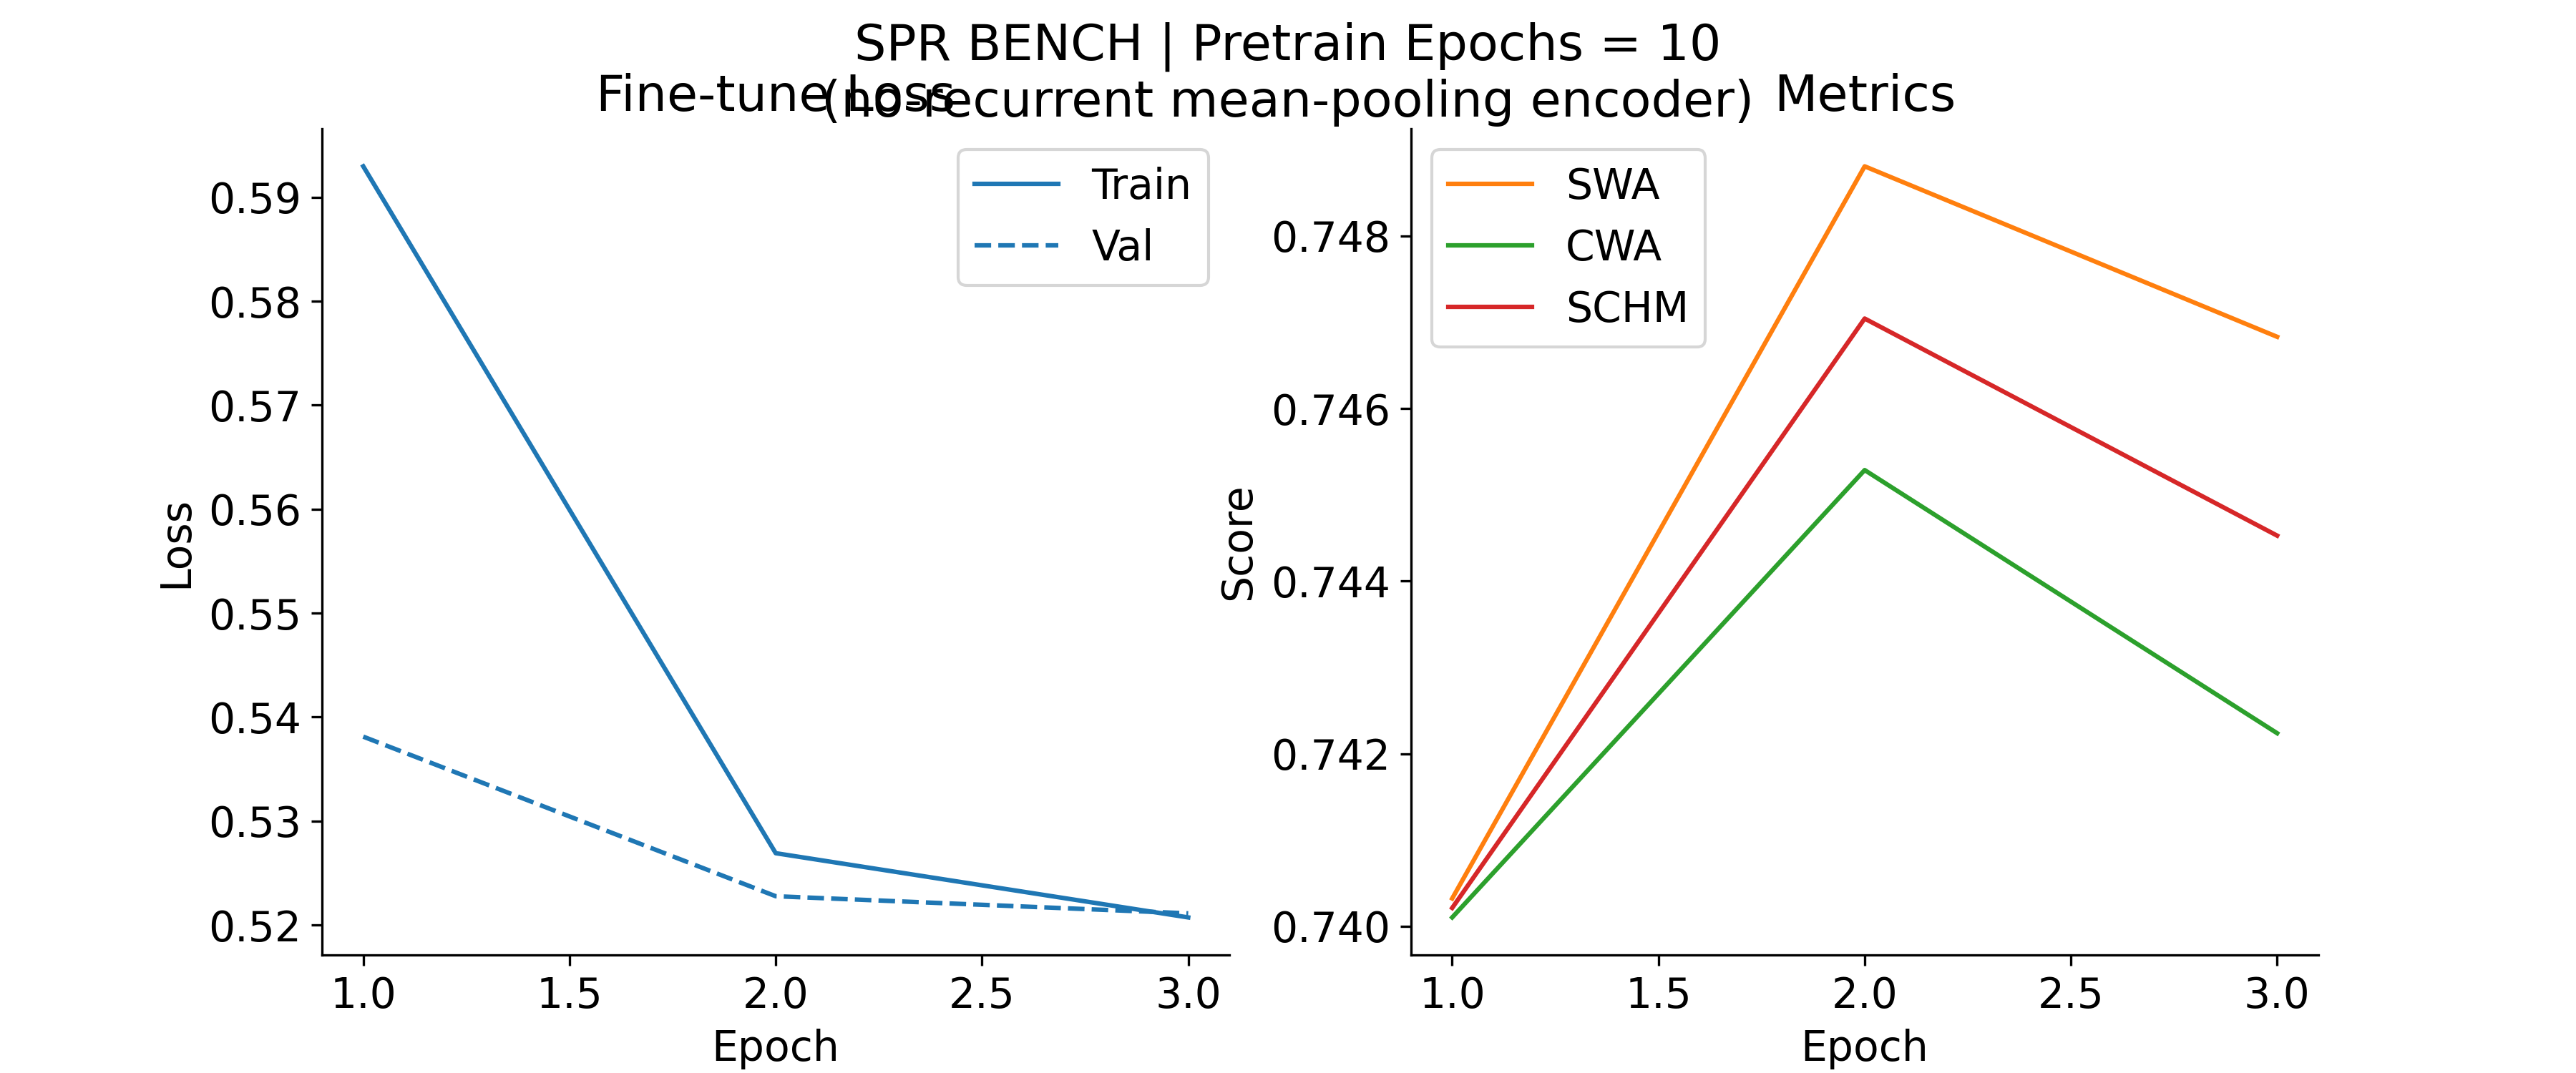 SPR BENCH | Pretrain Epochs = 10
(no-recurrent mean-pooling encoder)
Fine-tune Loss
Train
Val
0.59
0.58
0.57
0.56
0.55
0.54
0.53
0.52
Loss
1.0 1.5 2.0 2.5 3.0
Epoch
Metrics
SWA
CWA
SCHM
0.748
0.746
0.744
0.742
0.740
Score
1.0 1.5 2.0 2.5 3.0
Epoch